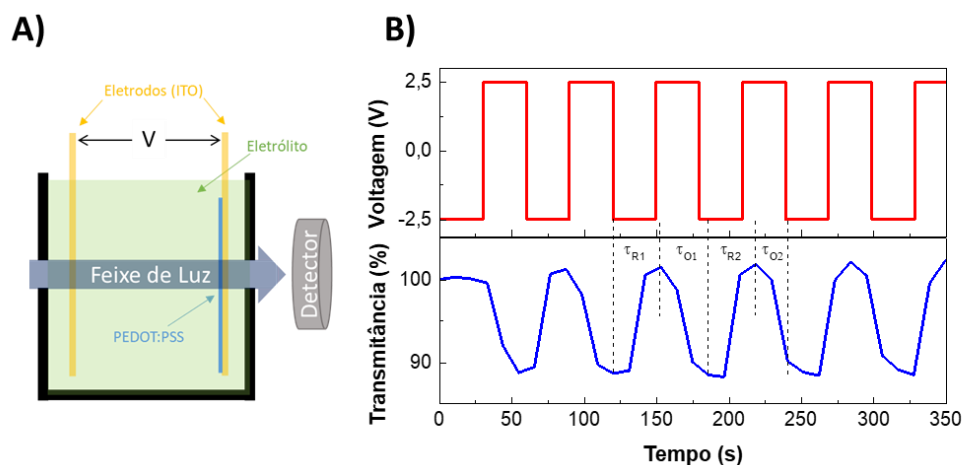 A)
Eletrodos (ITO)
V
Eletrólito
Feixe de Luz
Detector
PEDOT:PSS
B)
Voltagem (V)
2,5
0,0
-2,5
Transmitância (%)
100
90
τR1 τO1 τR2 τO2
0 50 100 150 200 250 300 350
Tempo (s)